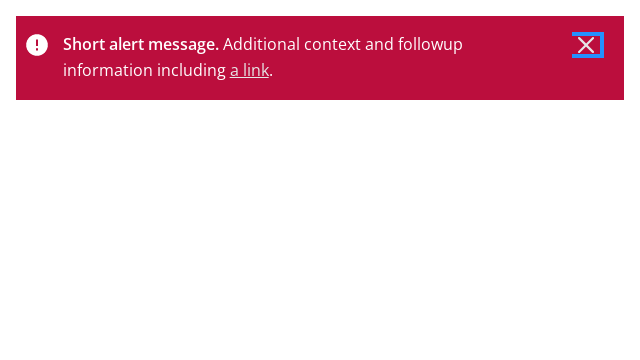 Short alert message. Additional context and followup
information including a link.